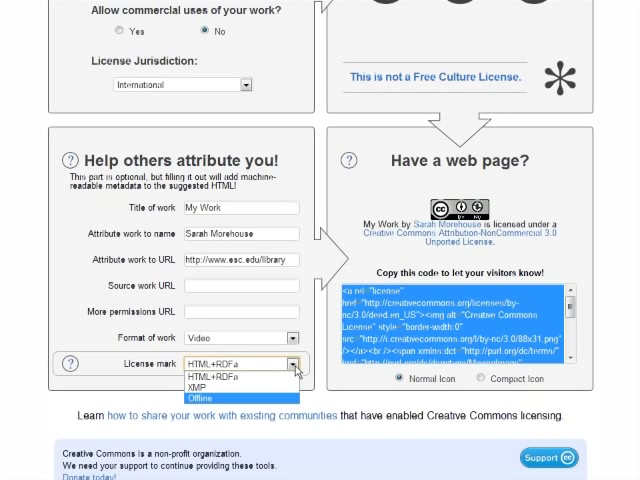 Allow commercial uses of your work?
Yes
No
License Jurisdiction:
International
This is not a Free Culture License.
Help others attribute you!
This part is optional, but filling it out will add machine-
readable metadata to the suggested HTML!
Title of work
My Work
Attribute work to name
Sarah Morehouse
Attribute work to URL
http://www.esc.edu/library
Source work URL
More permissions URL
Format of work
Video
License mark
HTML+RDFa
HTML+RDFa
XMP
Offline
Have a web page?
cc
BY NC
My Work by Sarah Morehouse is licensed under a
Creative Commons Attribution-NonCommercial 3.0
Unported License.
Copy this code to let your visitors know!
<a rel="license"
href="http://creativecommons.org/licenses/by-
nc/3.0/deed.en_US"><img alt="Creative
Commons License" style="border-width:0"
src="http://i.creativecommons.org/l/by-nc/3.0/88x31.png"
/></a><br /><span xmlns:dct="http://purl.org/dc/terms/"
Normal Icon
Compact Icon
Learn how to share your work with existing communities that have enabled Creative Commons licensing.
Creative Commons is a non-profit organization.
We need your support to continue providing these tools.
Donate today!
Support cc